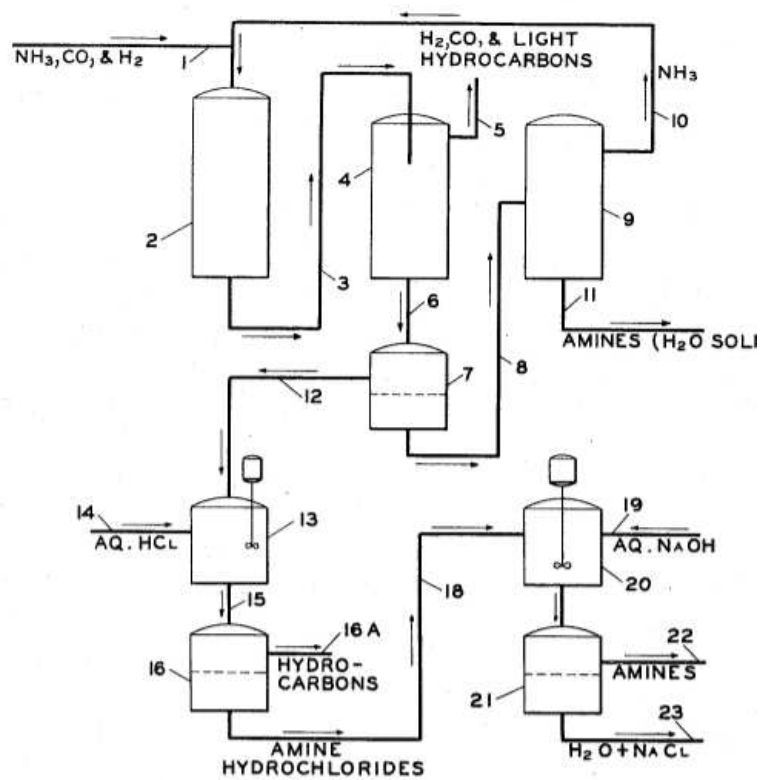 H2,CO,& LIGHT
HYDROCARBONS
NH3,CO,& H2
1
NH3
10
5
4
9
2
3
6
11
AMINES (H2O SOL
7
8
12
14
AQ. HCL
13
19
AQ. NAOH
15
18
20
16A
16
HYDRO-
CARBONS
22
AMINES
21
23
AMINE
HYDROCHLORIDES
H2O+NACL